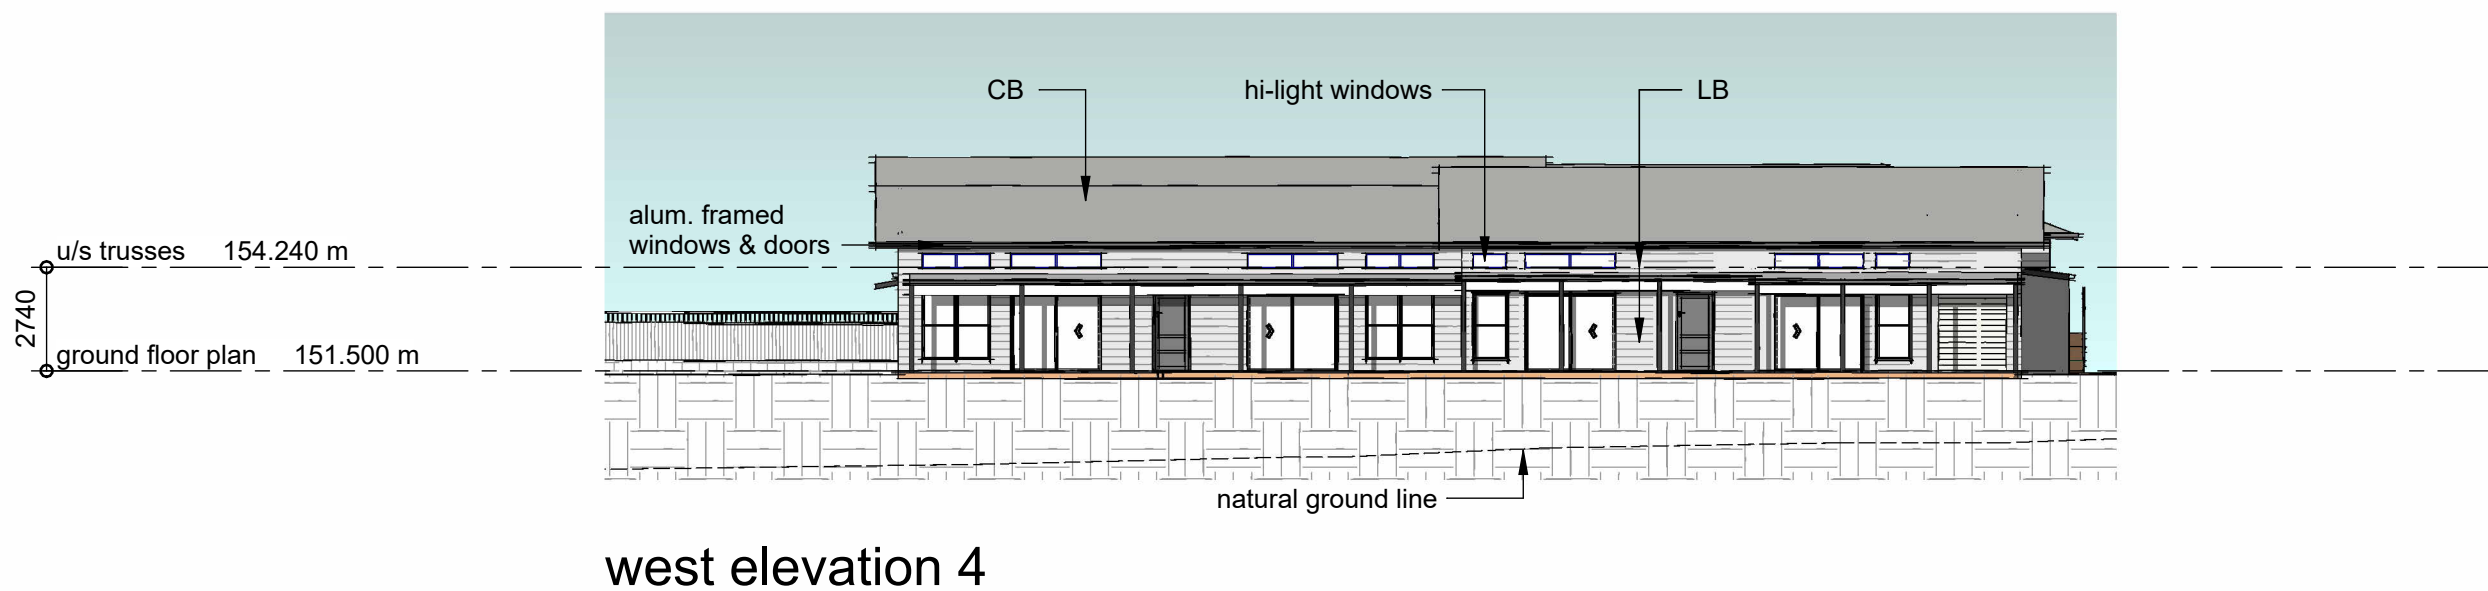 CB
hi-light windows
LB
alum. framed
windows & doors
u/s trusses 154.240 m
2740
ground floor plan 151.500 m
natural ground line
west elevation 4